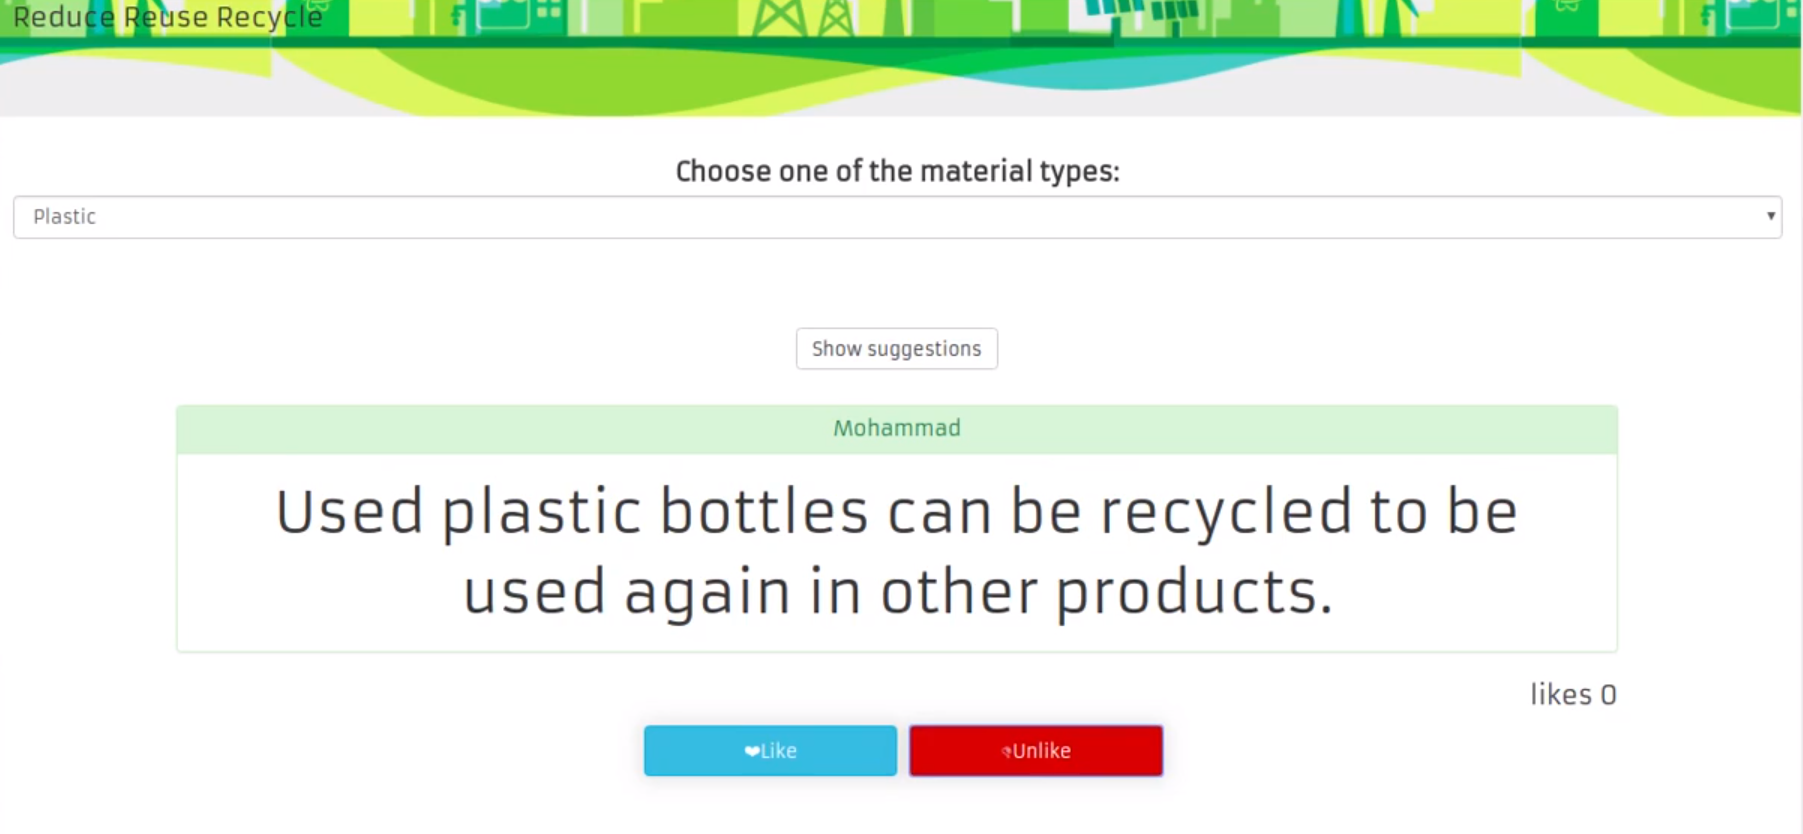 Reduce Reuse Recycle
Choose one of the material types:
Plastic
Show suggestions
Mohammad
Used plastic bottles can be recycled to be
used again in other products.
likes 0
Like
Unlike